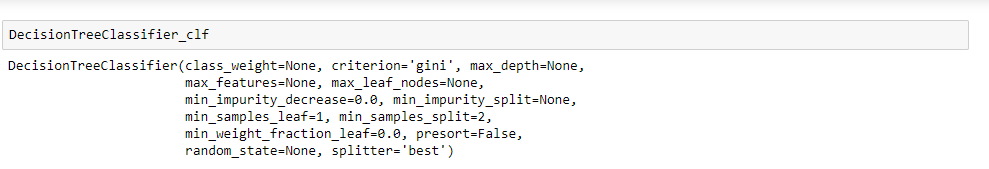 DecisionTreeClassifier_clf
DecisionTreeClassifier(class_weight=None, criterion='gini', max_depth=None,
max_features=None, max_leaf_nodes=None,
min_impurity_decrease=0.0, min_impurity_split=None,
min_samples_leaf=1, min_samples_split=2,
min_weight_fraction_leaf=0.0, presort=False,
random_state=None, splitter='best')